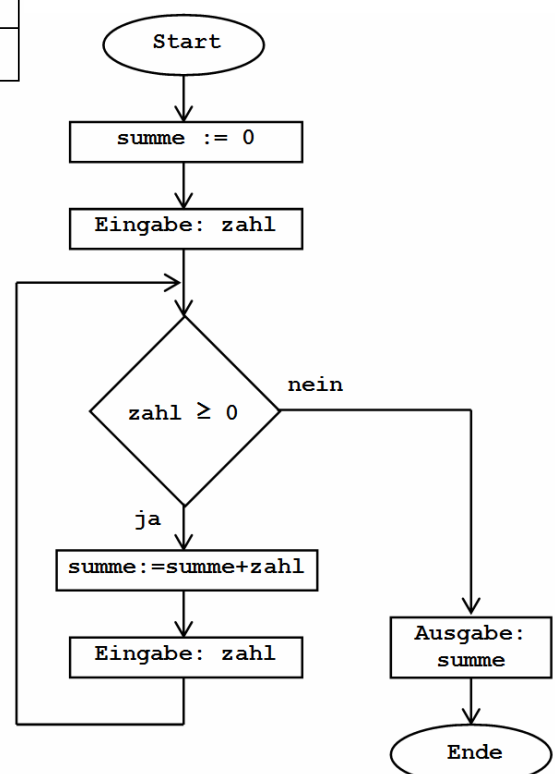 Start
summe := 0
Eingabe: zahl
zahl ≥ 0
nein
ja
summe:=summe+zahl
Eingabe: zahl
Ausgabe:
summe
Ende